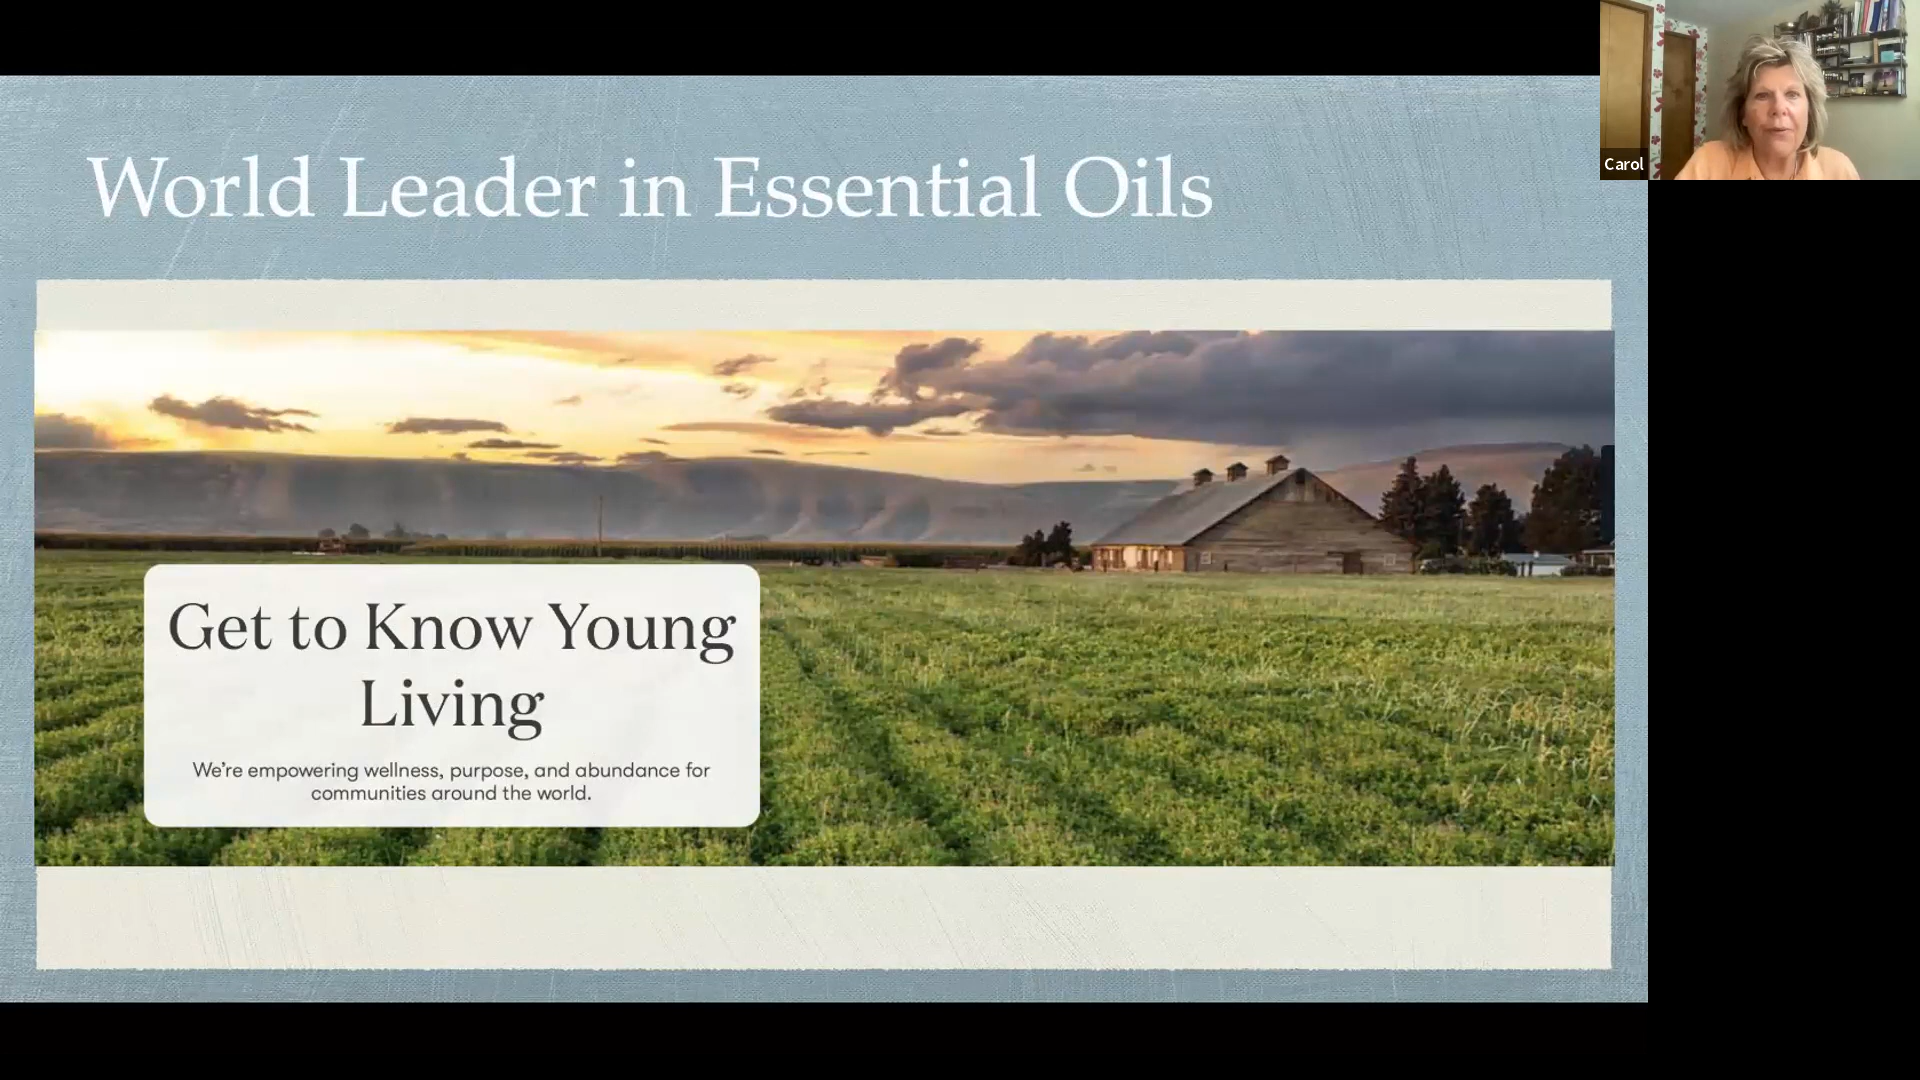 World Leader in Essential Oils
Carol
Get to Know Young
Living
We're empowering wellness, purpose, and abundance for
communities around the world.